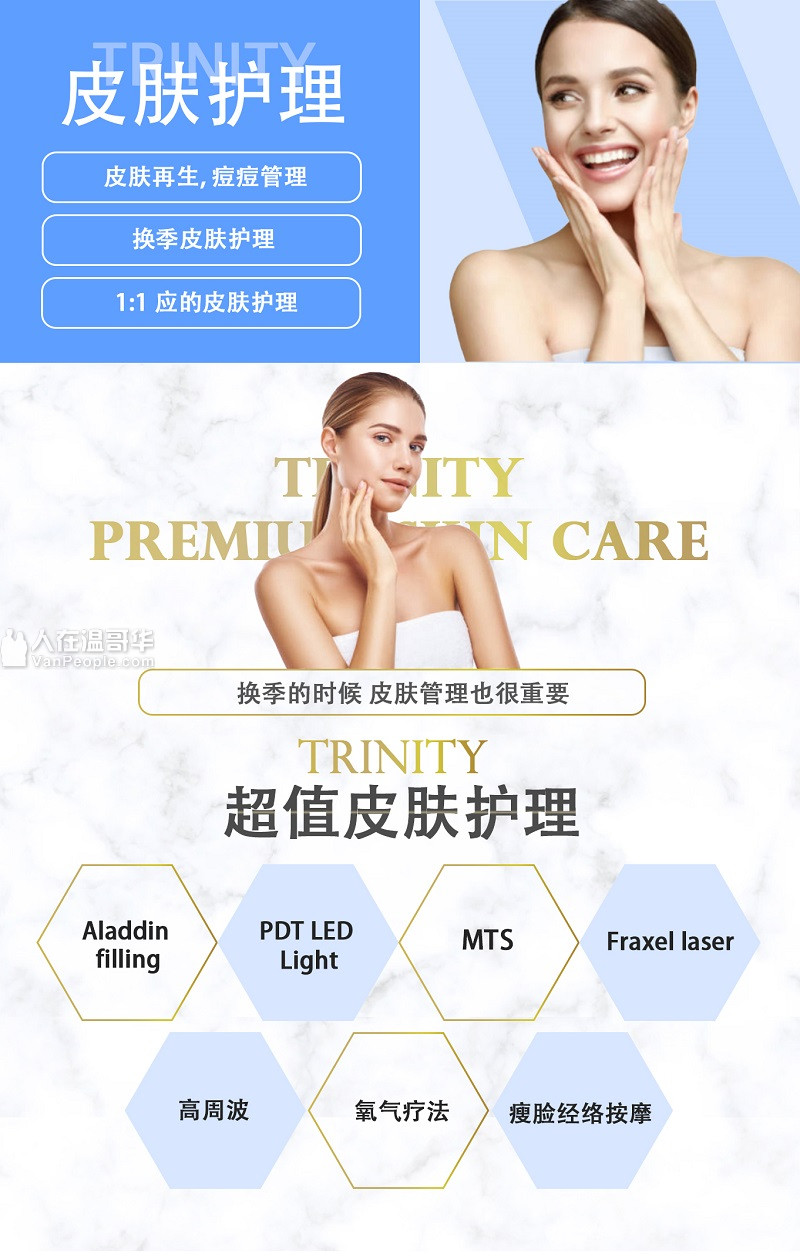 TRINITY
皮肤护理
皮肤再生, 痘痘管理
换季皮肤护理
1:1 应的皮肤护理
TRINITY
PREMIUM SKIN CARE
人在温哥华
VanPeople.com
换季的时候 皮肤管理也很重要
TRINITY
超值皮肤护理
Aladdin
filling
PDT LED
Light
MTS
Fraxel laser
高周波
氧气疗法
瘦脸经络按摩